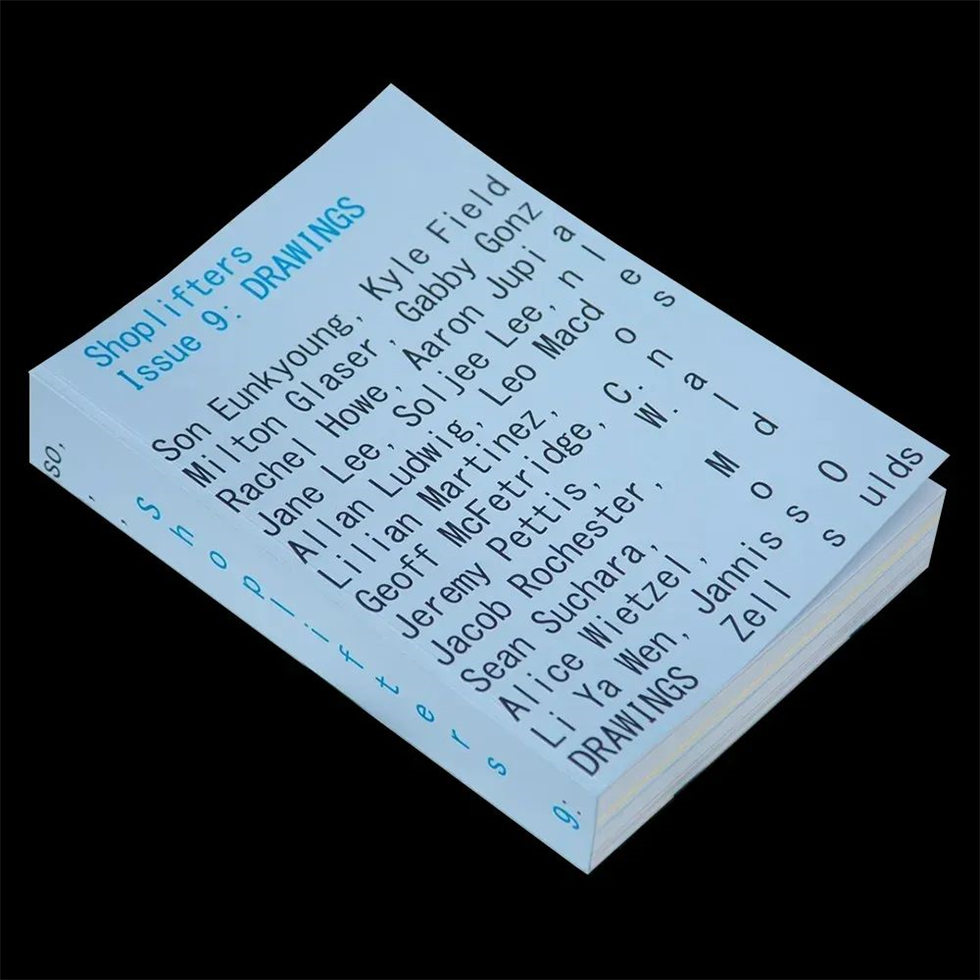 Shoplifters
Issue 9: DRAWINGS
Son Eunkyoung, Kyle Field
Milton Glaser, Gabby Gonz
Rachel Howe, Aaron Jupi a
Jane Lee, Soljee Lee, n l
Allan Ludwig, Leo Macd e
Lilian Martinez, o s
Geoff McFetridge, C. n
Jeremy Pettis, W. a
Jacob Rochester, l
Sean Suchara, M d
Alice Wietzel, o
Li Ya Wen, Jannis s O
DRAWINGS Zell s ulds
so, , , Shoplifters 9: